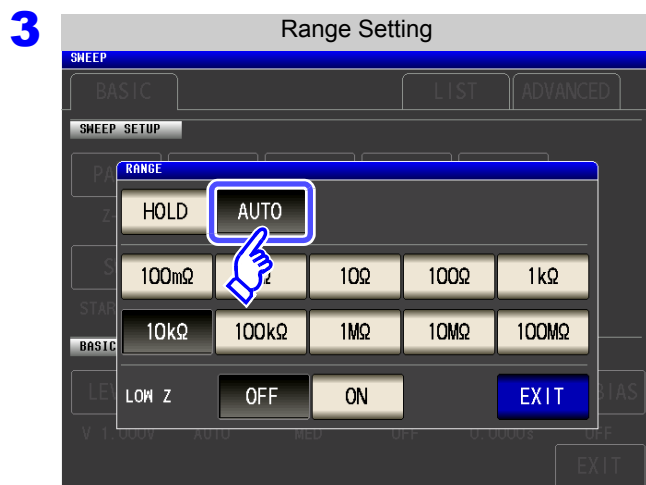 3
Range Setting
SWEEP
BASIC LIST ADVANCED
SWEEP SETUP
RANGE
HOLD AUTO
100mΩ 10Ω 100Ω 1kΩ
10kΩ 100kΩ 1MΩ 10MΩ 100MΩ
BASIC
LOW Z OFF ON EXIT
V 1.000V AUTO MED OFF 0.0000s OFF
EXIT